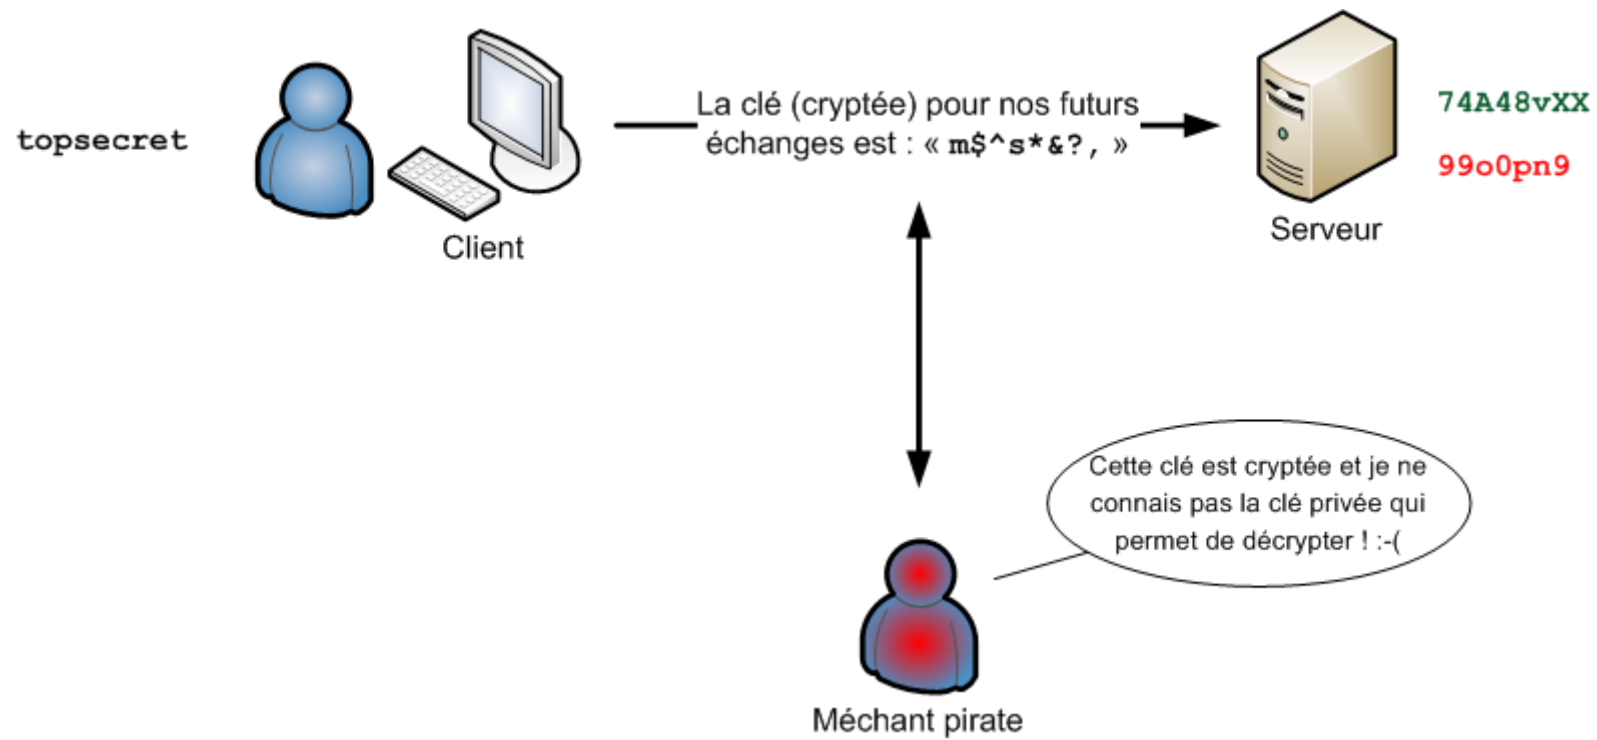 topsecret
Client
La clé (cryptée) pour nos futurs
échanges est : « m$^s*&?, »
Serveur
74A48vXX
99o0pn9
Cette clé est cryptée et je ne
connais pas la clé privée qui
permet de décrypter ! :-(
Méchant pirate